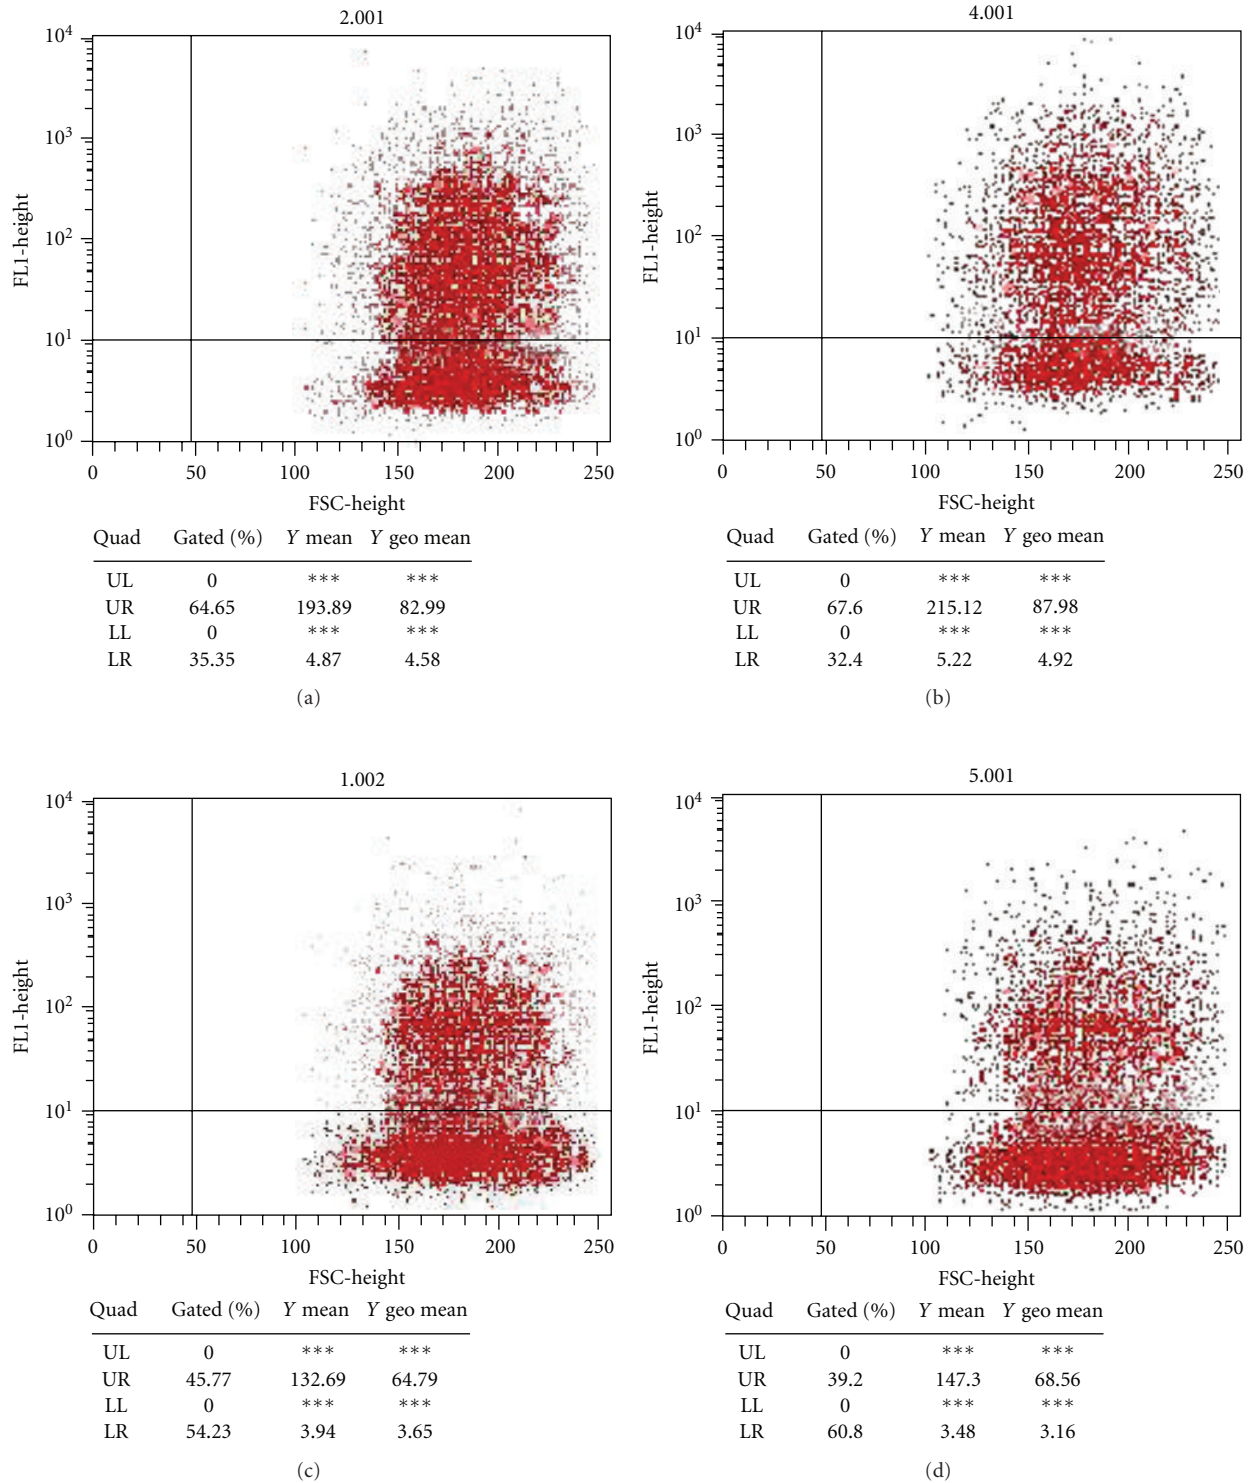 2.001
10⁴
10³
10²
10¹
10⁰
FL1-height
0 50 100 150 200 250
FSC-height
Quad Gated (%) Y mean Y geo mean
UL 0 *** ***
UR 64.65 193.89 82.99
LL 0 *** ***
LR 35.35 4.87 4.58
(a)
4.001
10⁴
10³
10²
10¹
10⁰
FL1-height
0 50 100 150 200 250
FSC-height
Quad Gated (%) Y mean Y geo mean
UL 0 *** ***
UR 67.6 215.12 87.98
LL 0 *** ***
LR 32.4 5.22 4.92
(b)
1.002
10⁴
10³
10²
10¹
10⁰
FL1-height
0 50 100 150 200 250
FSC-height
Quad Gated (%) Y mean Y geo mean
UL 0 *** ***
UR 45.77 132.69 64.79
LL 0 *** ***
LR 54.23 3.94 3.65
(c)
5.001
10⁴
10³
10²
10¹
10⁰
FL1-height
0 50 100 150 200 250
FSC-height
Quad Gated (%) Y mean Y geo mean
UL 0 *** ***
UR 39.2 147.3 68.56
LL 0 *** ***
LR 60.8 3.48 3.16
(d)